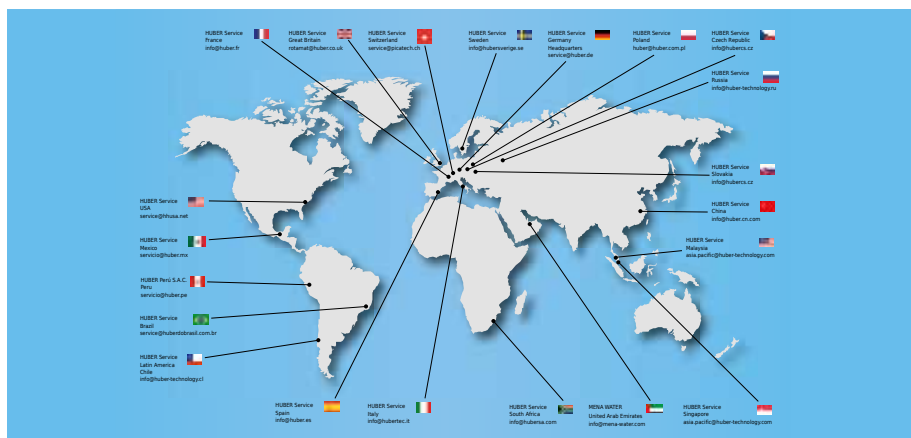 HUBER Service
France
info@huber.fr
HUBER Service
Great Britain
rotamat@huber.co.uk
HUBER Service
Switzerland
service@picatech.ch
HUBER Service
Sweden
info@hubersverige.se
HUBER Service
Germany
Headquarters
service@huber.de
HUBER Service
Poland
huber@huber.com.pl
HUBER Service
Czech Republic
info@hubercs.cz
HUBER Service
Russia
info@huber-technology.ru
HUBER Service
Slovakia
info@hubercs.cz
HUBER Service
USA
service@hhusa.net
HUBER Service
China
info@huber.cn.com
HUBER Service
Mexico
servicio@huber.mx
HUBER Service
Malaysia
asia.pacific@huber-technology.com
HUBER Perú S.A.C.
Peru
servicio@huber.pe
HUBER Service
Brazil
service@huberdobrasil.com.br
HUBER Service
Latin America
Chile
info@huber-technology.cl
HUBER Service
Spain
info@huber.es
HUBER Service
Italy
info@hubertec.it
HUBER Service
South Africa
info@hubersa.com
MENA WATER
United Arab Emirates
info@mena-water.com
HUBER Service
Singapore
asia.pacific@huber-technology.com